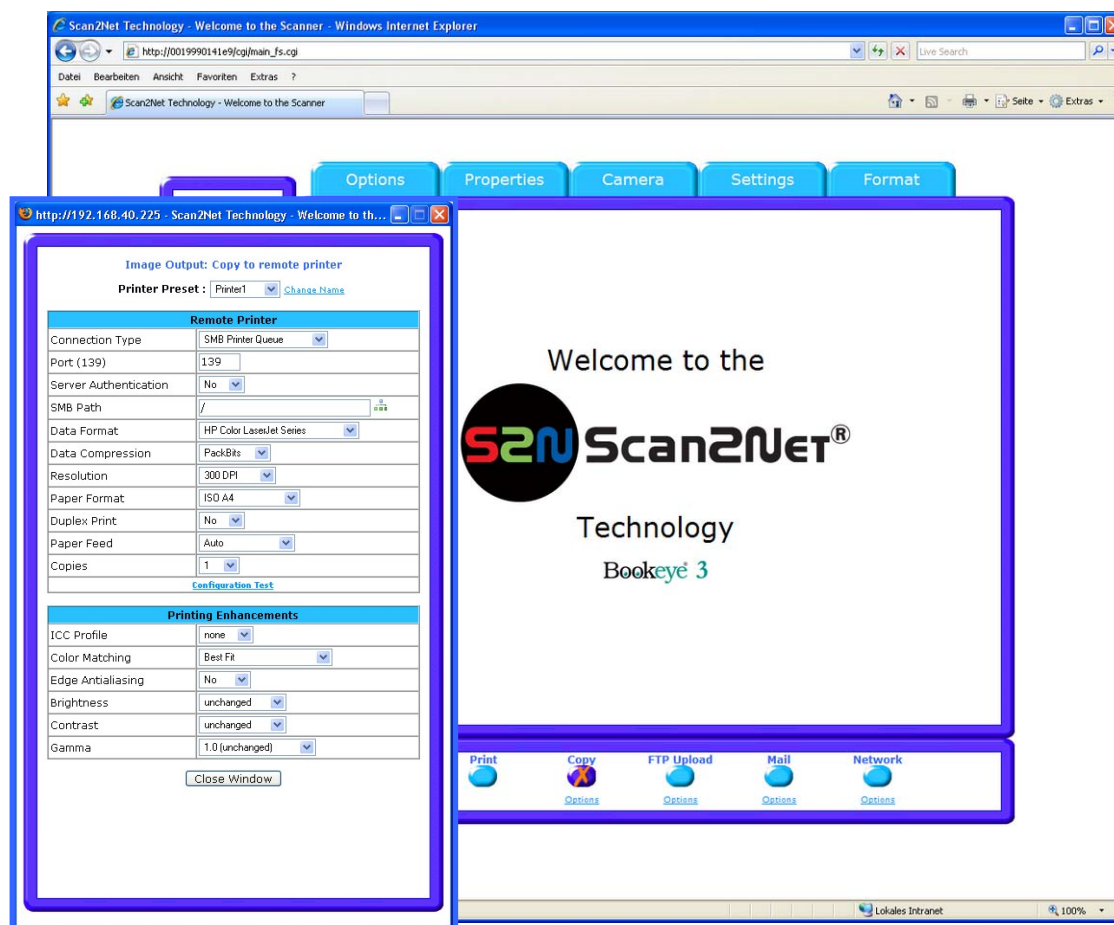 Scan2Net Technology - Welcome to the Scanner - Windows Internet Explorer
http://0019990141e9/cgi/main_fs.cgi
Live Search
Datei Bearbeiten Ansicht Favoriten Extras ?
Scan2Net Technology - Welcome to the Scanner
Seite Extras
Options Properties Camera Settings Format
http://192.168.40.225 - Scan2Net Technology - Welcome to th...
Image Output: Copy to remote printer
Printer Preset : Printer1 Change Name
Remote Printer
Connection Type SMB Printer Queue
Port (139) 139
Server Authentication No
SMB Path /
Data Format HP Color LaserJet Series
Data Compression PackBits
Resolution 300 DPI
Paper Format ISO A4
Duplex Print No
Paper Feed Auto
Copies 1
Configuration Test
Printing Enhancements
ICC Profile none
Color Matching Best Fit
Edge Antialiasing No
Brightness unchanged
Contrast unchanged
Gamma 1.0 (unchanged)
Close Window
Welcome to the
S2N Scan2Net®
Technology
Bookeye 3
Print Copy FTP Upload Mail Network
X
Options Options Options Options
Lokales Intranet 100%